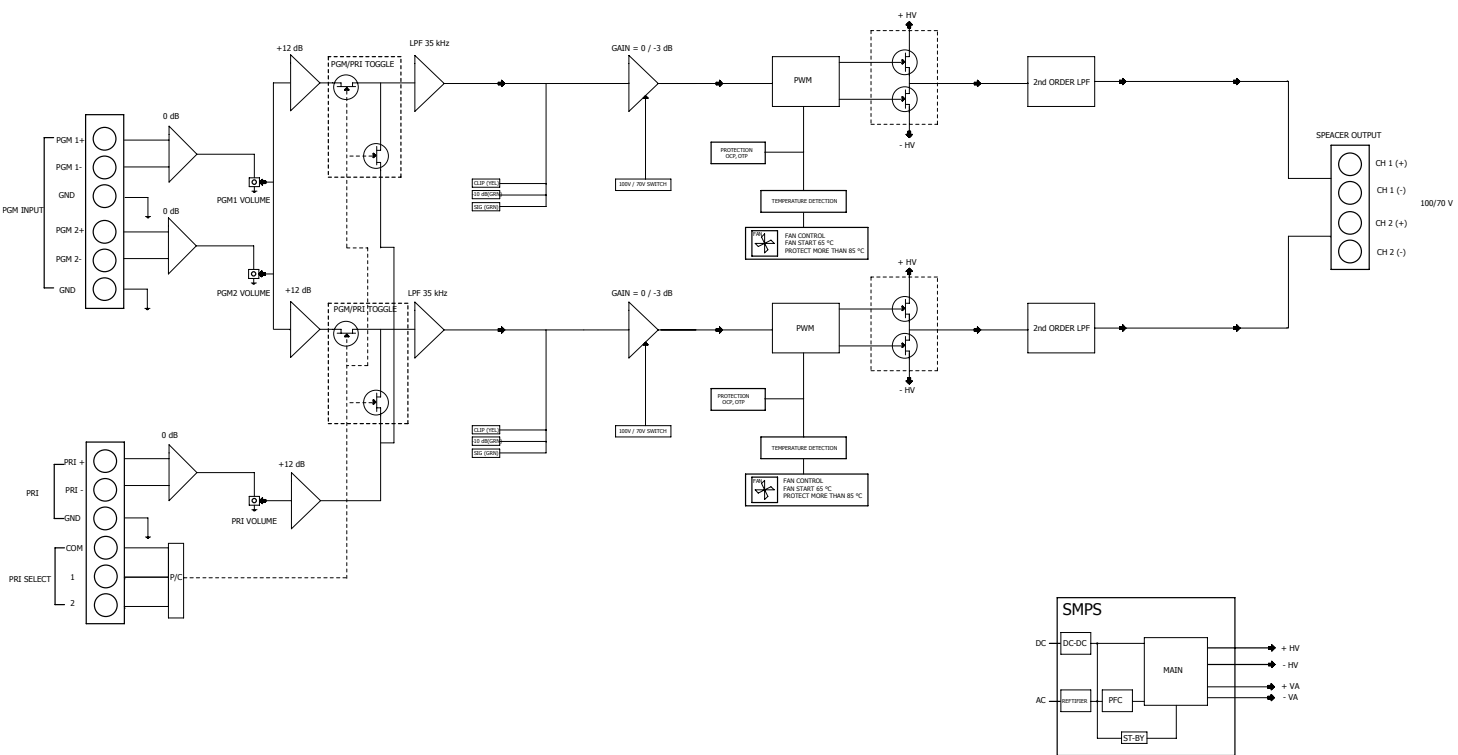 + HV
LPF 35 kHz
+12 dB
GAIN = 0 / -3 dB
PGM/PRI TOGGLE
PWM
2nd ORDER LPF
0 dB
SPEACER OUTPUT
PGM 1+
- HV
PROTECTION
OCP, OTP
CH 1 (+)
PGM 1-
CLIP (YEL)
100V / 70V SWITCH
CH 1 (-)
GND
-10 dB(GRN)
PGM1 VOLUME
TEMPERATURE DETECTION
100/70 V
SIG (GRN)
PGM INPUT
0 dB
CH 2 (+)
PGM 2+
FAN
FAN CONTROL
FAN START 65 °C
PROTECT MORE THAN 85 °C
CH 2 (-)
PGM 2-
+ HV
GND
PGM2 VOLUME
+12 dB
LPF 35 kHz
GAIN = 0 / -3 dB
PGM/PRI TOGGLE
PWM
2nd ORDER LPF
- HV
PROTECTION
OCP, OTP
CLIP (YEL)
100V / 70V SWITCH
-10 dB(GRN)
0 dB
TEMPERATURE DETECTION
SIG (GRN)
PRI +
+12 dB
FAN
FAN CONTROL
FAN START 65 °C
PROTECT MORE THAN 85 °C
PRI
PRI -
GND
PRI VOLUME
COM
PRI SELECT
1
P/C
2
SMPS
DC
DC-DC
+ HV
MAIN
- HV
+ VA
AC
REFTIFIER
PFC
- VA
ST-BY